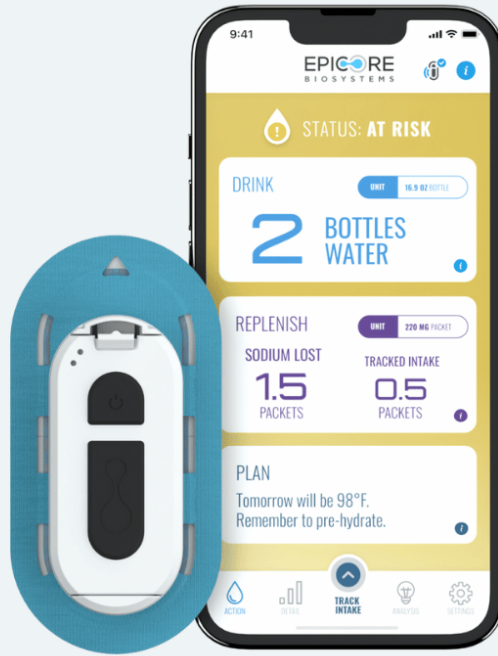 9:41
EPICORE
BIOSYSTEMS
STATUS: AT RISK
DRINK
UNIT 16.9 OZ BOTTLE
2 BOTTLES
WATER
REPLENISH
UNIT 220 MG PACKET
SODIUM LOST
TRACKED INTAKE
1.5
0.5
PACKETS
PACKETS
PLAN
Tomorrow will be 98°F.
Remember to pre-hydrate.
ACTION
DETAIL
TRACK
INTAKE
ANALYSIS
SETTINGS